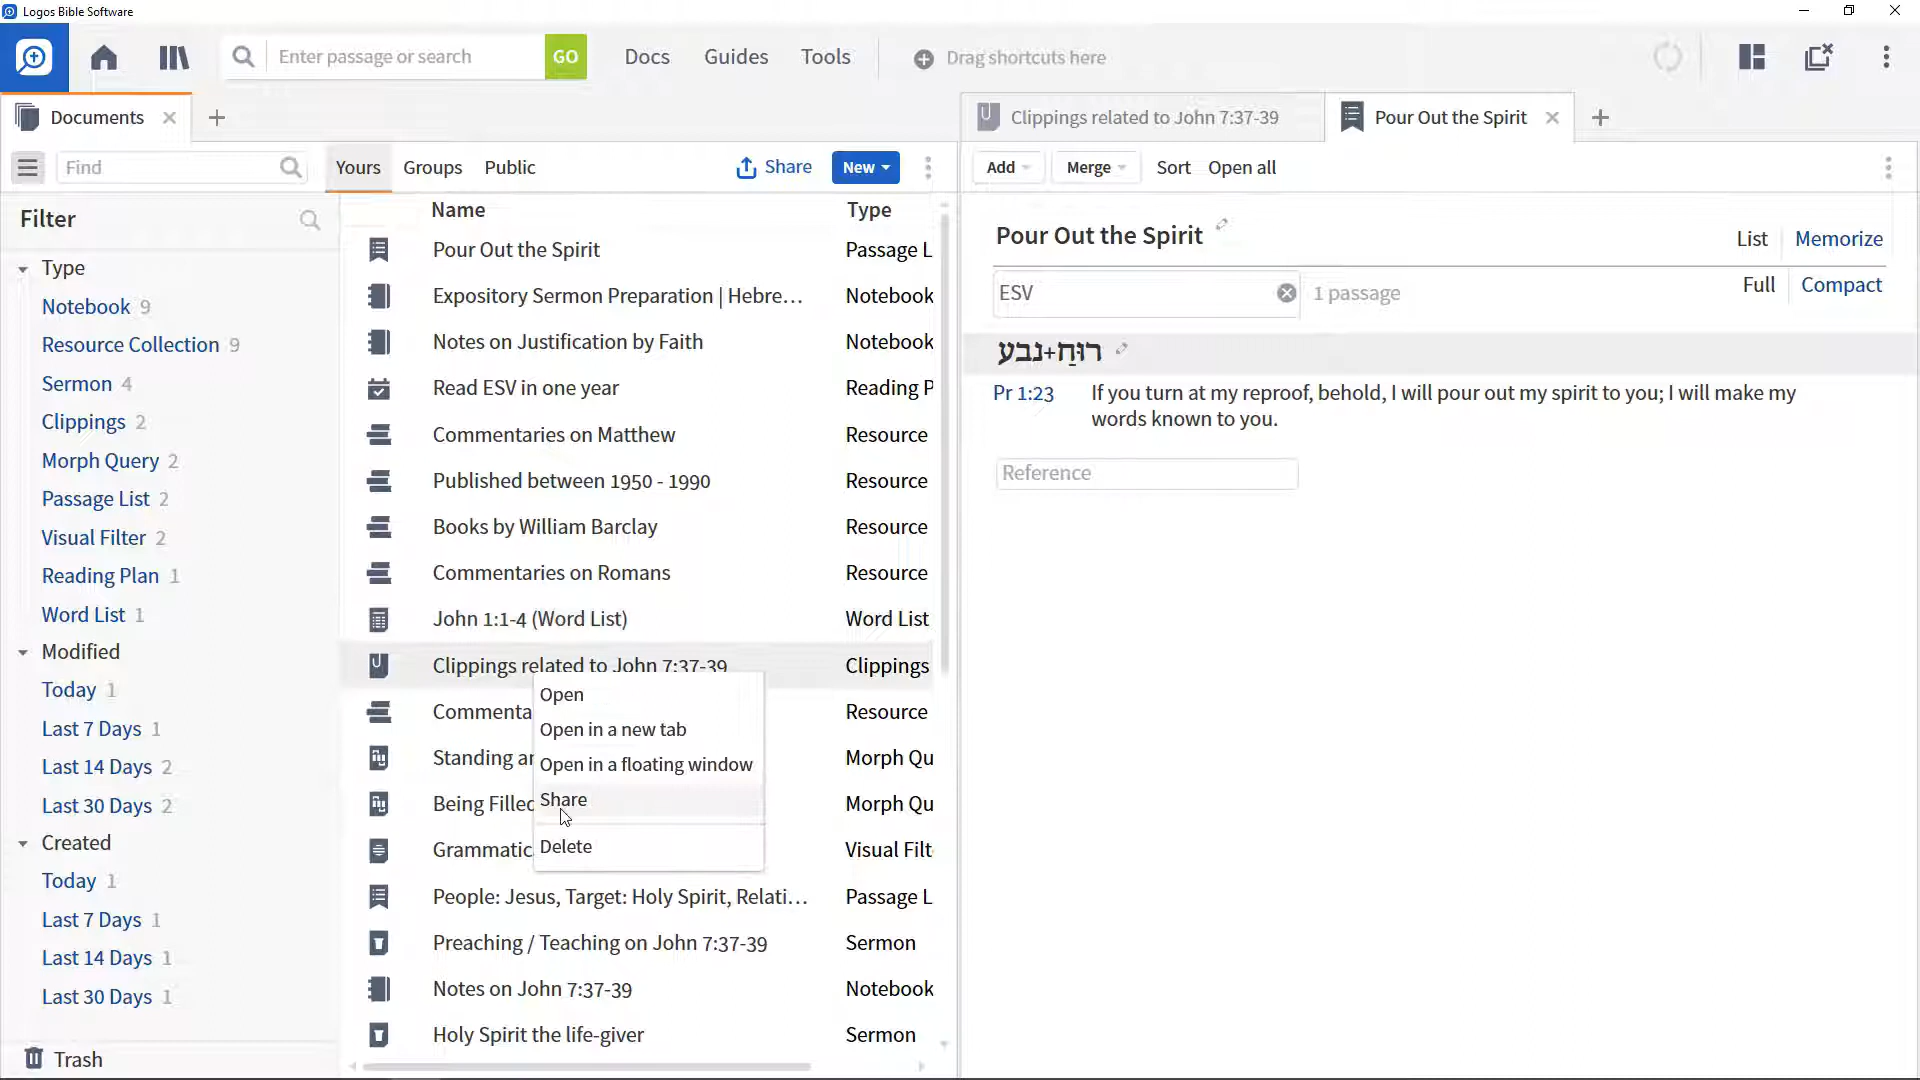 Logos Bible Software
Enter passage or search
GO
Docs
Guides
Tools
Drag shortcuts here
Documents
Clippings related to John 7:37-39
Pour Out the Spirit
Find
Yours
Groups
Public
Share
New
Add
Merge
Sort
Open all
Filter
Type
Notebook 9
Resource Collection 9
Sermon 4
Clippings 2
Morph Query 2
Passage List 2
Visual Filter 2
Reading Plan 1
Word List 1
Modified
Today 1
Last 7 Days 1
Last 14 Days 2
Last 30 Days 2
Created
Today 1
Last 7 Days 1
Last 14 Days 1
Last 30 Days 1
Trash
Name Type
Pour Out the Spirit Passage L
Expository Sermon Preparation | Hebre... Notebook
Notes on Justification by Faith Notebook
Read ESV in one year Reading P
Commentaries on Matthew Resource
Published between 1950 - 1990 Resource
Books by William Barclay Resource
Commentaries on Romans Resource
John 1:1-4 (Word List) Word List
Clippings related to John 7:37-39 Clippings
Commenta Resource
Standing ar Morph Qu
Being Filled Morph Qu
Grammatic Visual Filt
People: Jesus, Target: Holy Spirit, Relati... Passage L
Preaching / Teaching on John 7:37-39 Sermon
Notes on John 7:37-39 Notebook
Holy Spirit the life-giver Sermon
Open
Open in a new tab
Open in a floating window
Share
Delete
Pour Out the Spirit
List
Memorize
ESV
1 passage
Full
Compact
רוּחַ+נבע
Pr 1:23 If you turn at my reproof, behold, I will pour out my spirit to you; I will make my
words known to you.
Reference